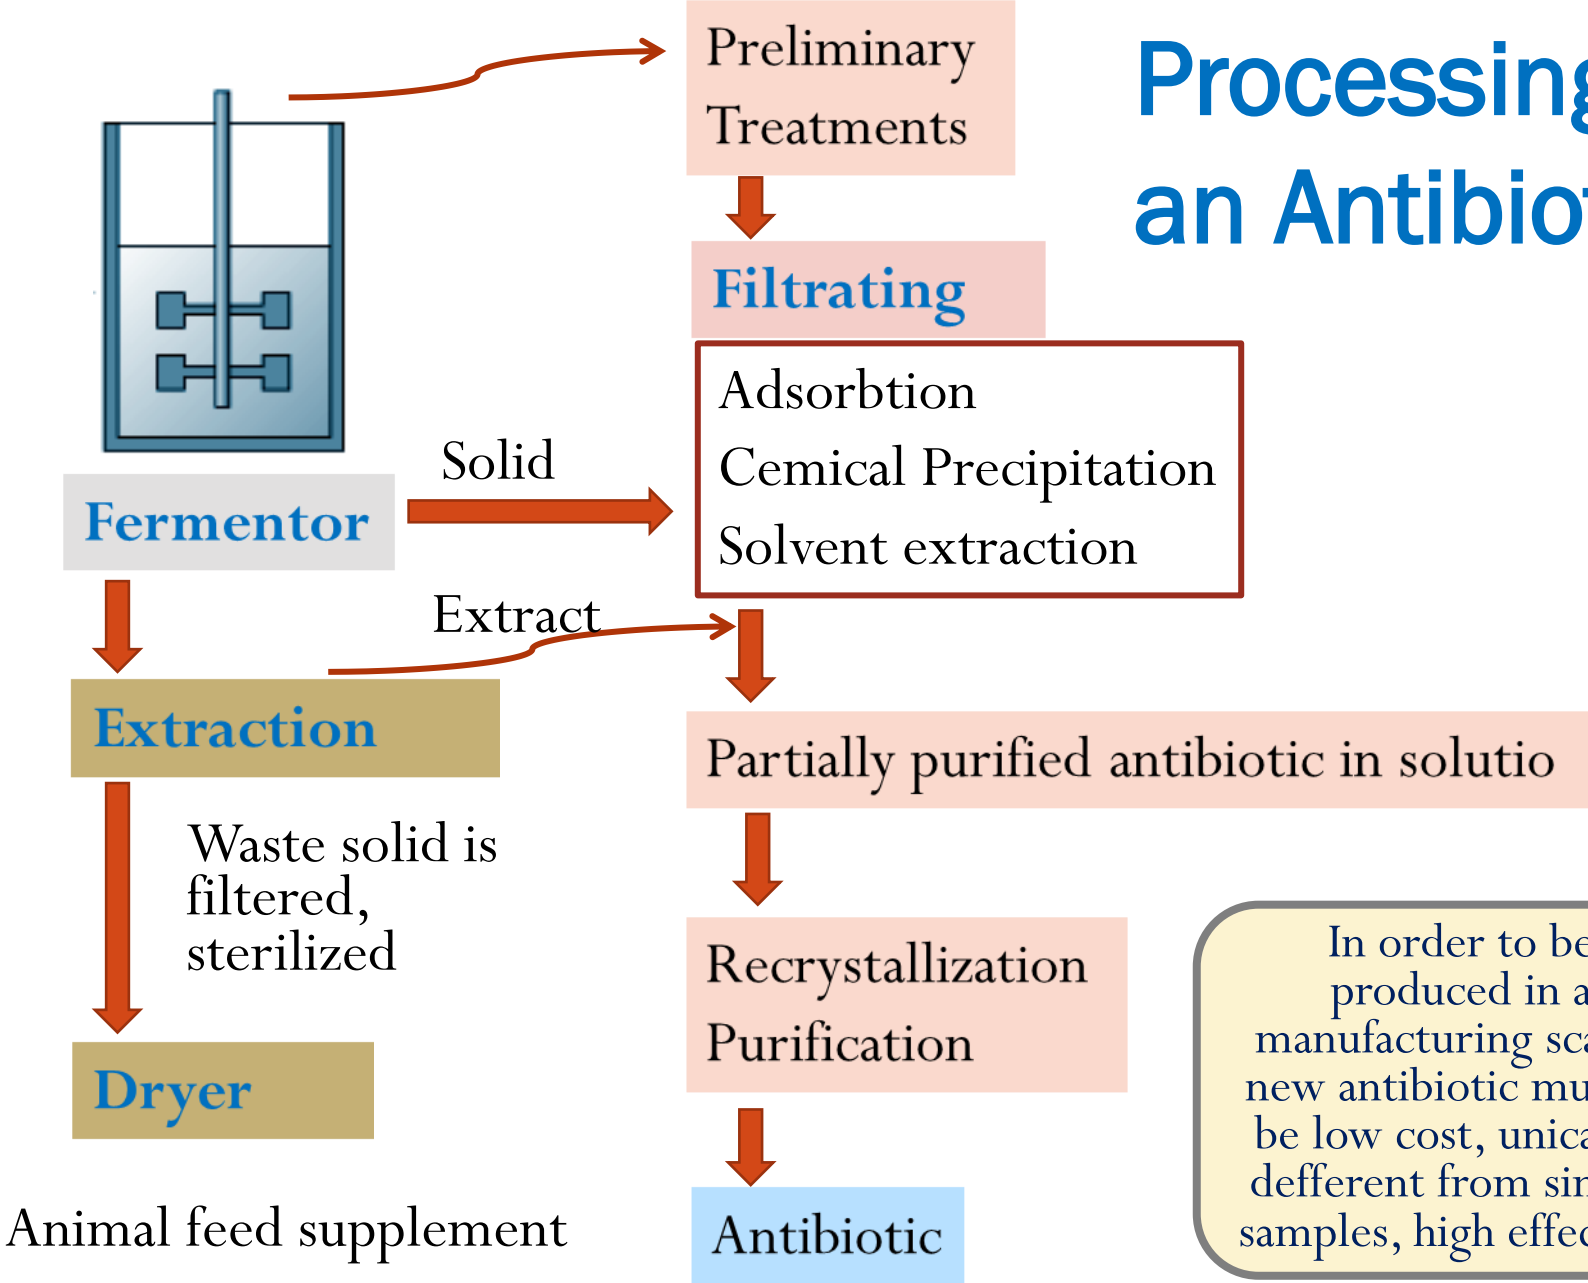 Processing
an Antibiot
Preliminary
Treatments
Filtrating
Adsorbtion
Cemical Precipitation
Solvent extraction
Solid
Fermentor
Extract
Extraction
Partially purified antibiotic in solutio
Waste solid is
filtered,
sterilized
Recrystallization
Purification
Dryer
Animal feed supplement
Antibiotic
In order to be
produced in a
manufacturing sca
new antibiotic mu
be low cost, unica
defferent from sin
samples, high effec